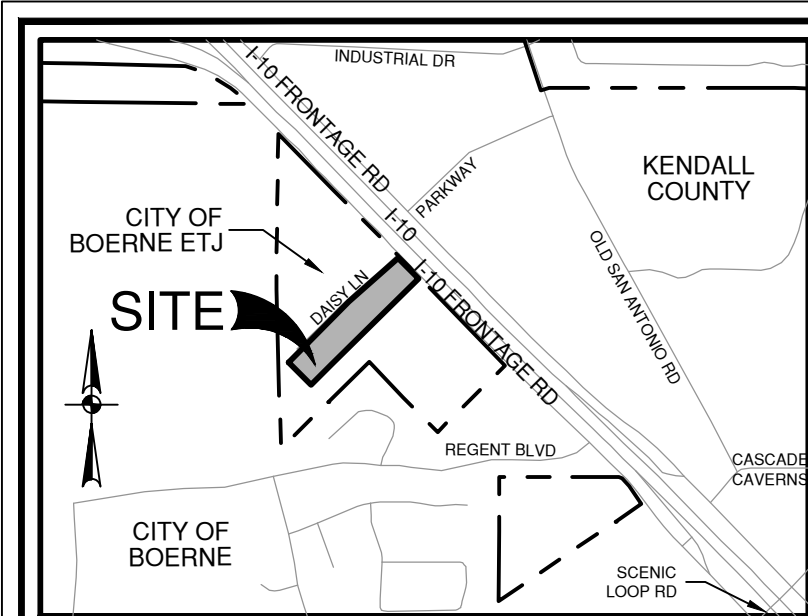 INDUSTRIAL DR
I-10 FRONTAGE RD
KENDALL
COUNTY
PARKWAY
CITY OF
BOERNE ETJ
I-10
OLD SAN ANTONIO RD
DAISY LN
I-10 FRONTAGE RD
SITE
REGENT BLVD
CASCADE
CAVERNS
CITY OF
BOERNE
SCENIC
LOOP RD